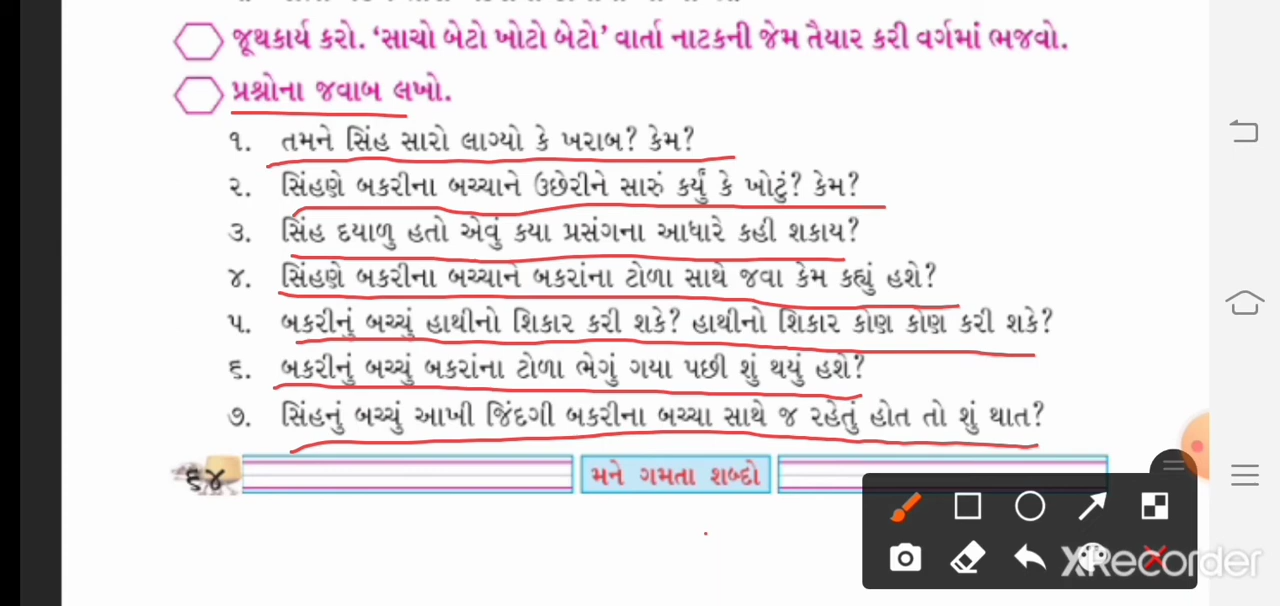 જૂથકાર્ય કરો. ‘સાચો બેટો ખોટો બેટો’ વાર્તા નાટકની જેમ તૈયાર કરી વર્ગમાં ભજવો.
પ્રશ્નોના જવાબ લખો.
૧. તમને સિંહ સારો લાગ્યો કે ખરાબ? કેમ?
૨. સિંહણે બકરીના બચ્ચાને ઉછેરીને સારું કર્યું કે ખોટું? કેમ?
૩. સિંહ દયાળુ હતો એવું કયા પ્રસંગના આધારે કહી શકાય?
૪. સિંહણે બકરીના બચ્ચાને બકરાંના ટોળા સાથે જવા કેમ કહ્યું હશે?
૫. બકરીનું બચ્ચું હાથીનો શિકાર કરી શકે? હાથીનો શિકાર કોણ કોણ કરી શકે?
૬. બકરીનું બચ્ચું બકરાંના ટોળા ભેગું ગયા પછી શું થયું હશે?
૭. સિંહનું બચ્ચું આખી જિંદગી બકરીના બચ્ચા સાથે જ રહેતું હોત તો શું થાત?
૬૪ મને ગમતા શબ્દો
XRecorder